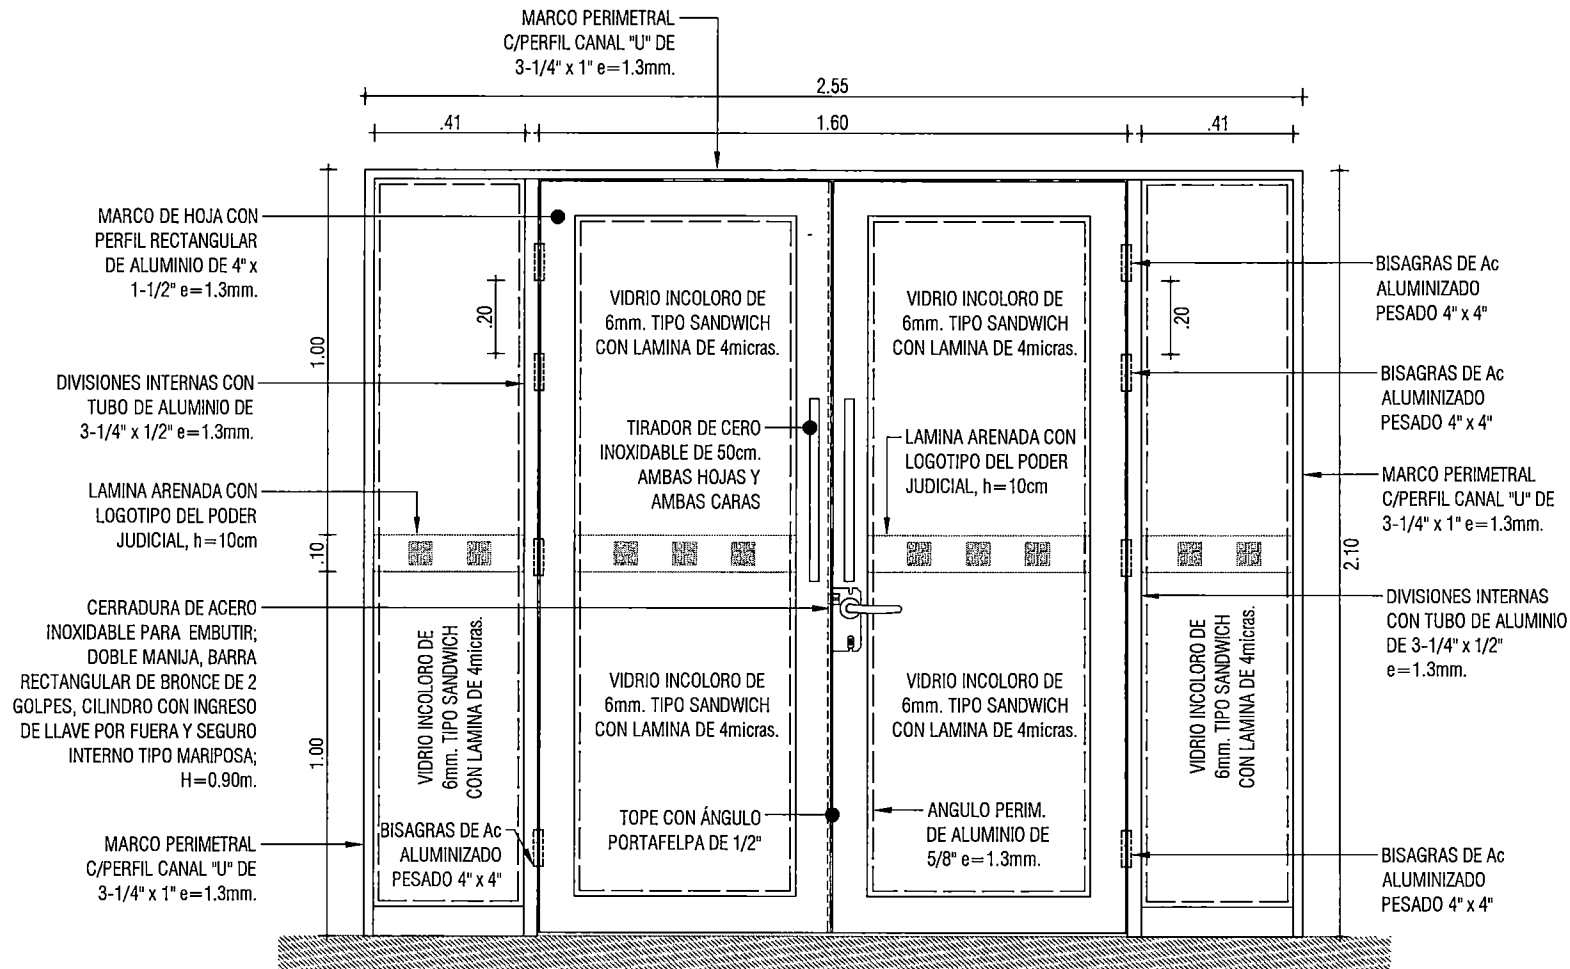 MARCO PERIMETRAL
C/PERFIL CANAL "U" DE
3-1/4" x 1" e=1.3mm.
2.55
.41
1.60
.41
MARCO DE HOJA CON
PERFIL RECTANGULAR
DE ALUMINIO DE 4" x
1-1/2" e=1.3mm.
1.00
.20
DIVISIONES INTERNAS CON
TUBO DE ALUMINIO DE
3-1/4" x 1/2" e=1.3mm.
LAMINA ARENADA CON
LOGOTIPO DEL PODER
JUDICIAL, h=10cm
.10
CERRADURA DE ACERO
INOXIDABLE PARA EMBUTIR;
DOBLE MANIJA, BARRA
RECTANGULAR DE BRONCE DE 2
GOLPES, CILINDRO CON INGRESO
DE LLAVE POR FUERA Y SEGURO
INTERNO TIPO MARIPOSA;
H=0.90m.
1.00
MARCO PERIMETRAL
C/PERFIL CANAL "U" DE
3-1/4" x 1" e=1.3mm.
VIDRIO INCOLORO DE
6mm. TIPO SANDWICH
CON LAMINA DE 4micras.
BISAGRAS DE Ac
ALUMINIZADO
PESADO 4" x 4"
VIDRIO INCOLORO DE
6mm. TIPO SANDWICH
CON LAMINA DE 4micras.
TIRADOR DE CERO
INOXIDABLE DE 50cm.
AMBAS HOJAS Y
AMBAS CARAS
VIDRIO INCOLORO DE
6mm. TIPO SANDWICH
CON LAMINA DE 4micras.
TOPE CON ÁNGULO
PORTAFELPA DE 1/2"
VIDRIO INCOLORO DE
6mm. TIPO SANDWICH
CON LAMINA DE 4micras.
LAMINA ARENADA CON
LOGOTIPO DEL PODER
JUDICIAL, h=10cm
VIDRIO INCOLORO DE
6mm. TIPO SANDWICH
CON LAMINA DE 4micras.
ANGULO PERIM.
DE ALUMINIO DE
5/8" e=1.3mm.
.20
VIDRIO INCOLORO DE
6mm. TIPO SANDWICH
CON LAMINA DE 4micras.
2.10
BISAGRAS DE Ac
ALUMINIZADO
PESADO 4" x 4"
BISAGRAS DE Ac
ALUMINIZADO
PESADO 4" x 4"
MARCO PERIMETRAL
C/PERFIL CANAL "U" DE
3-1/4" x 1" e=1.3mm.
DIVISIONES INTERNAS
CON TUBO DE ALUMINIO
DE 3-1/4" x 1/2"
e=1.3mm.
BISAGRAS DE Ac
ALUMINIZADO
PESADO 4" x 4"